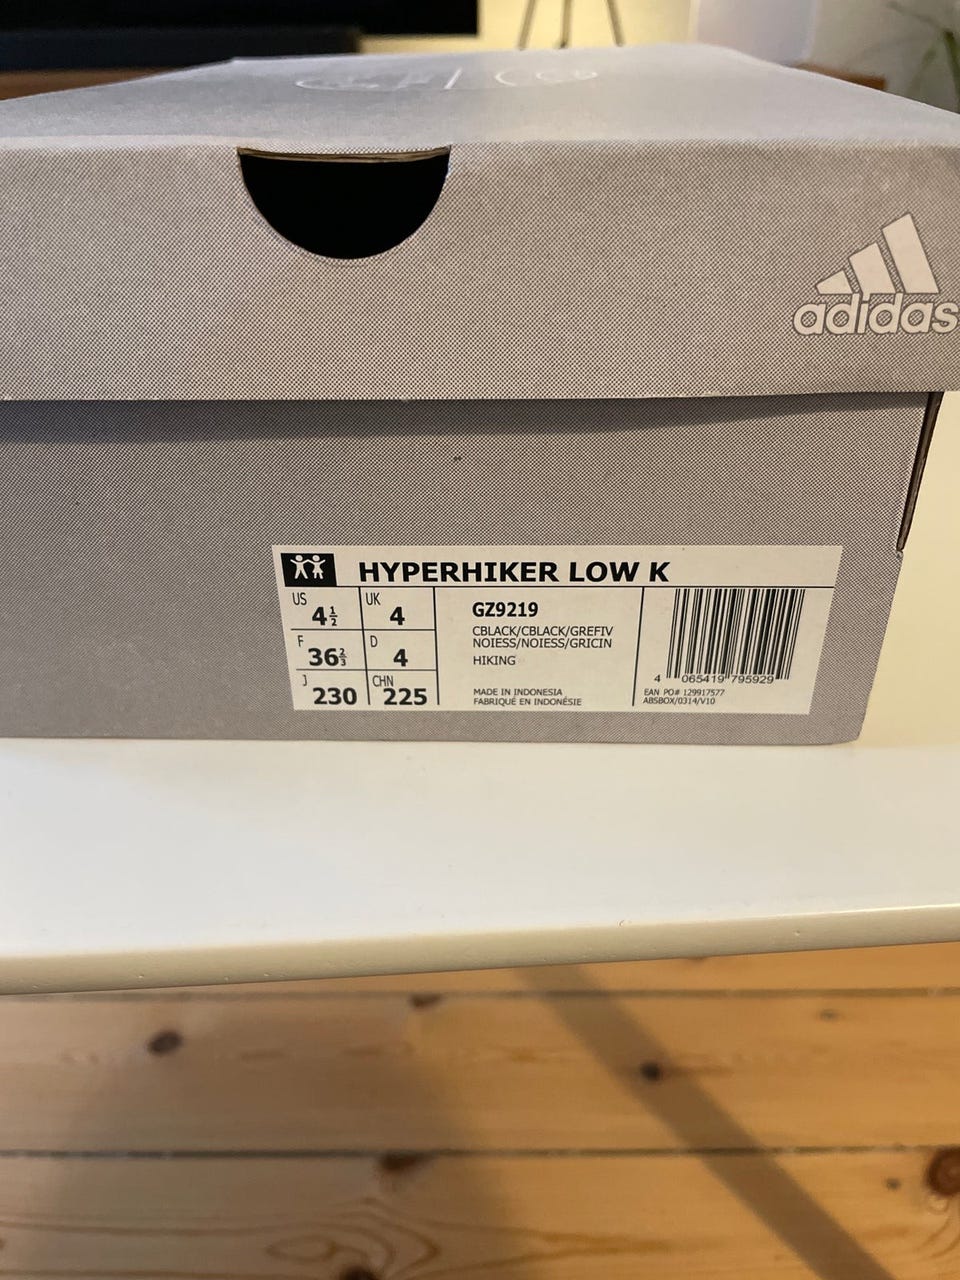 adidas
HYPERHIKER LOW K
US 4½ UK 4
F 36⅔ D 4
J 230 CHN 225
GZ9219
CBLACK/CBLACK/GREFIV
NOIESS/NOIESS/GRICIN
HIKING
MADE IN INDONESIA
FABRIQUÉ EN INDONÉSIE
4 065419 795929
EAN PO# 129917577
ABSBOX/0314/V10